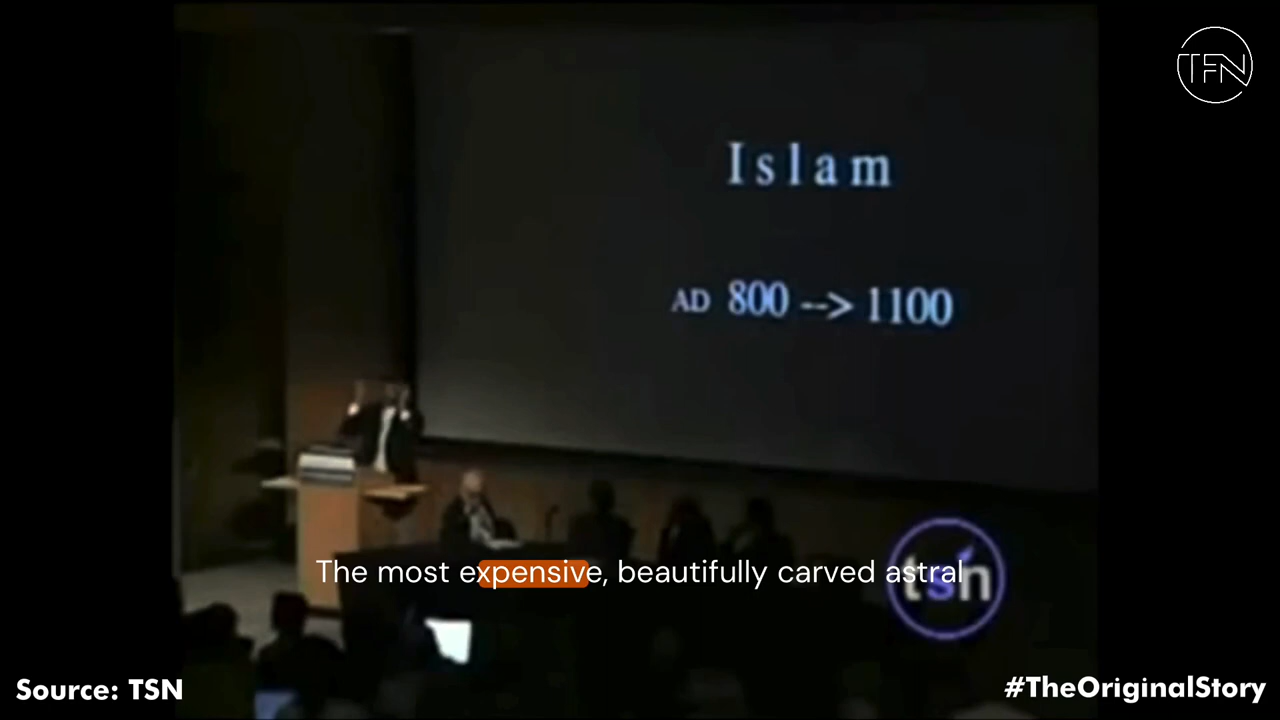 TFN
Islam
AD 800 --> 1100
The most expensive, beautifully carved astral
tsn
Source: TSN
#TheOriginalStory